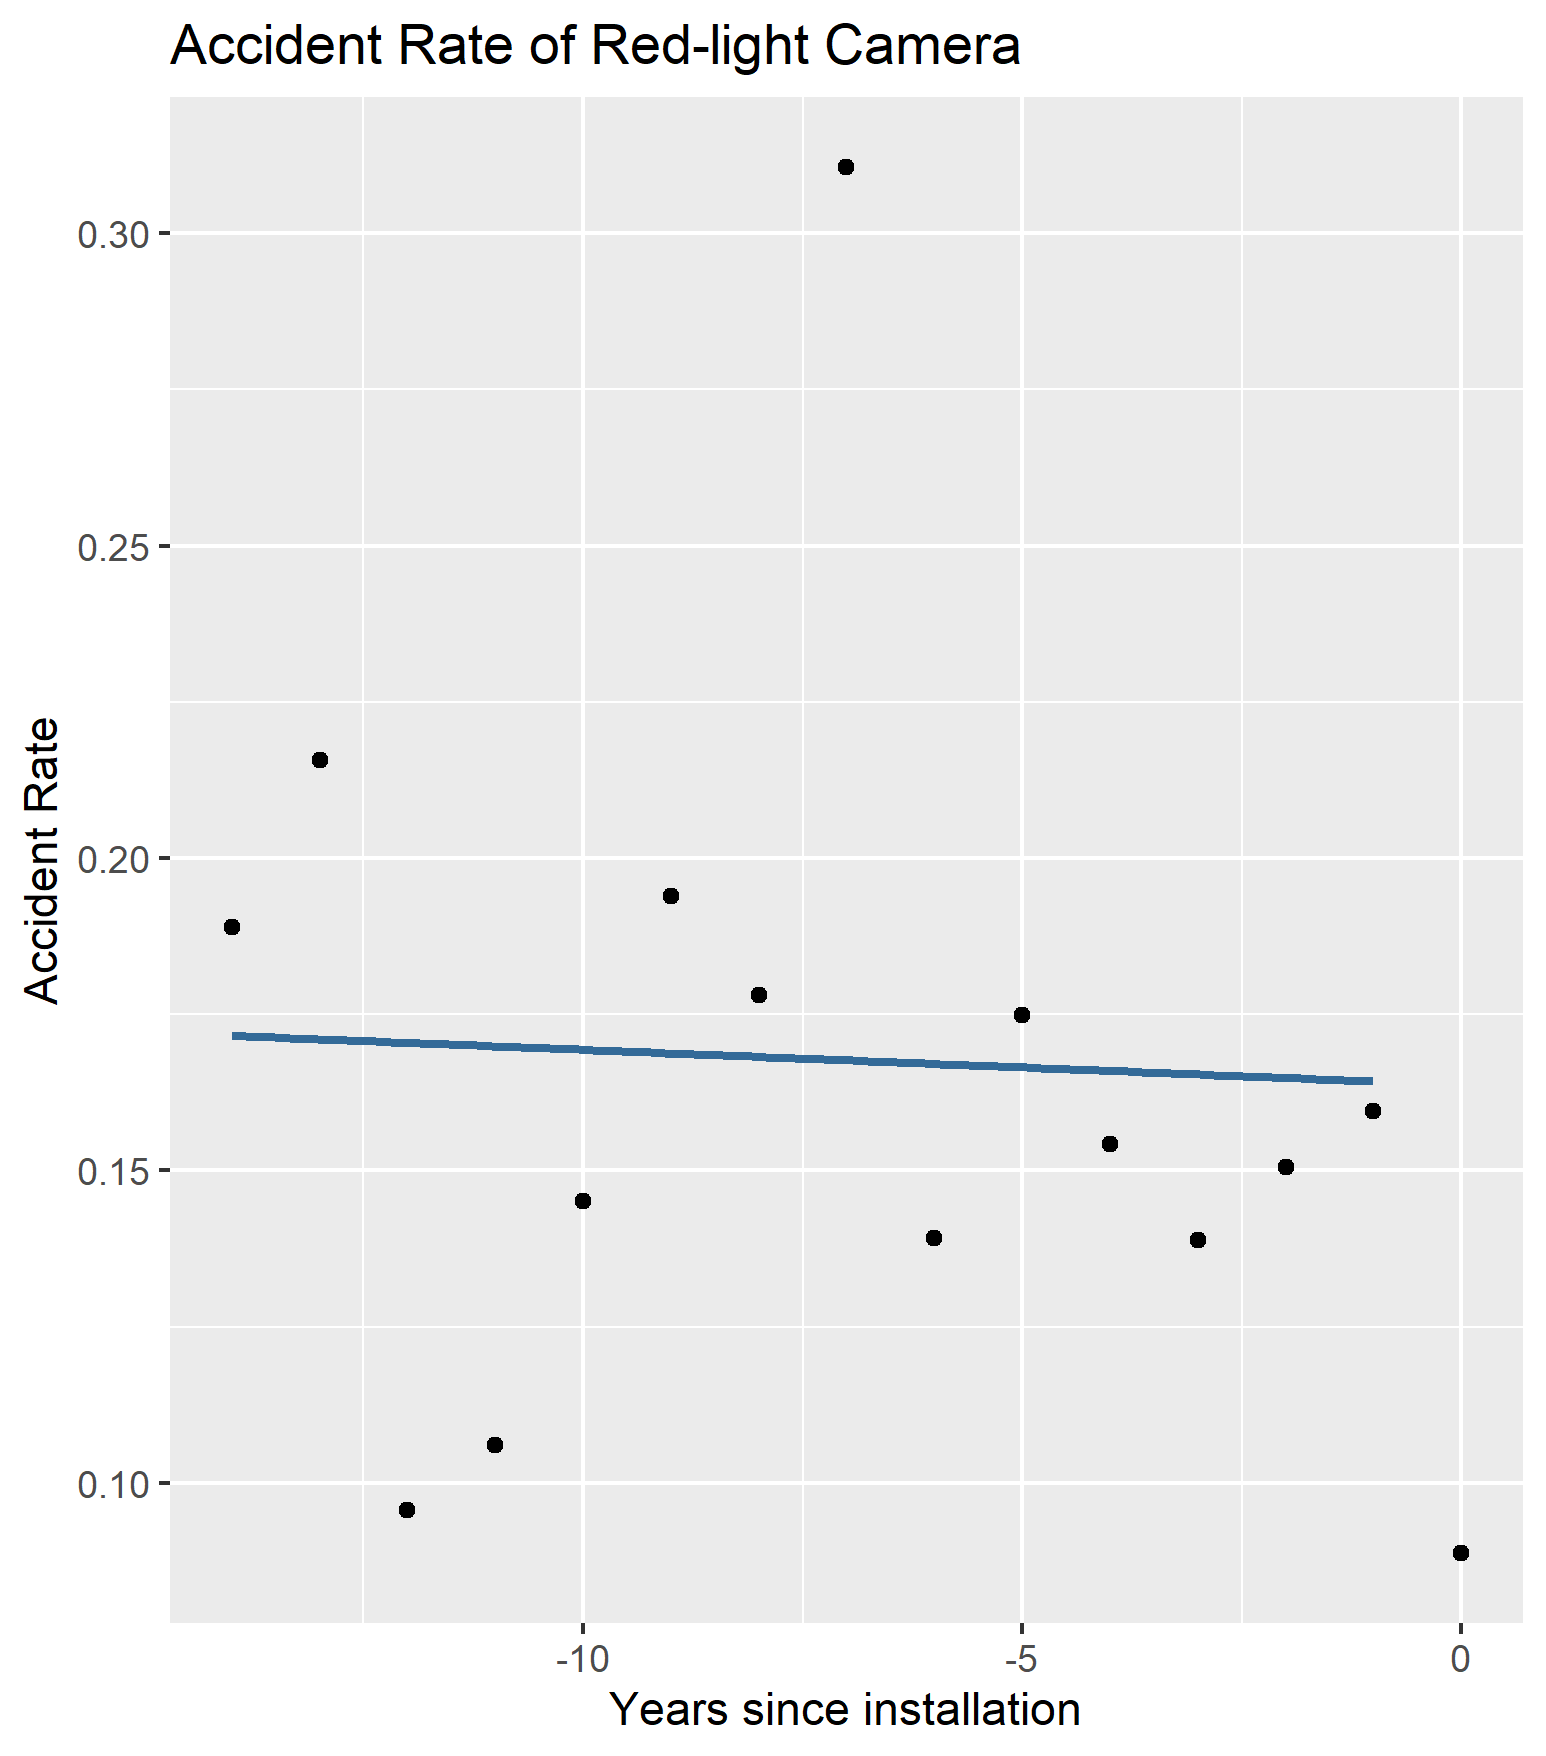 Accident Rate of Red-light Camera
Accident Rate
0.30
0.25
0.20
0.15
0.10
-10
-5
0
Years since installation